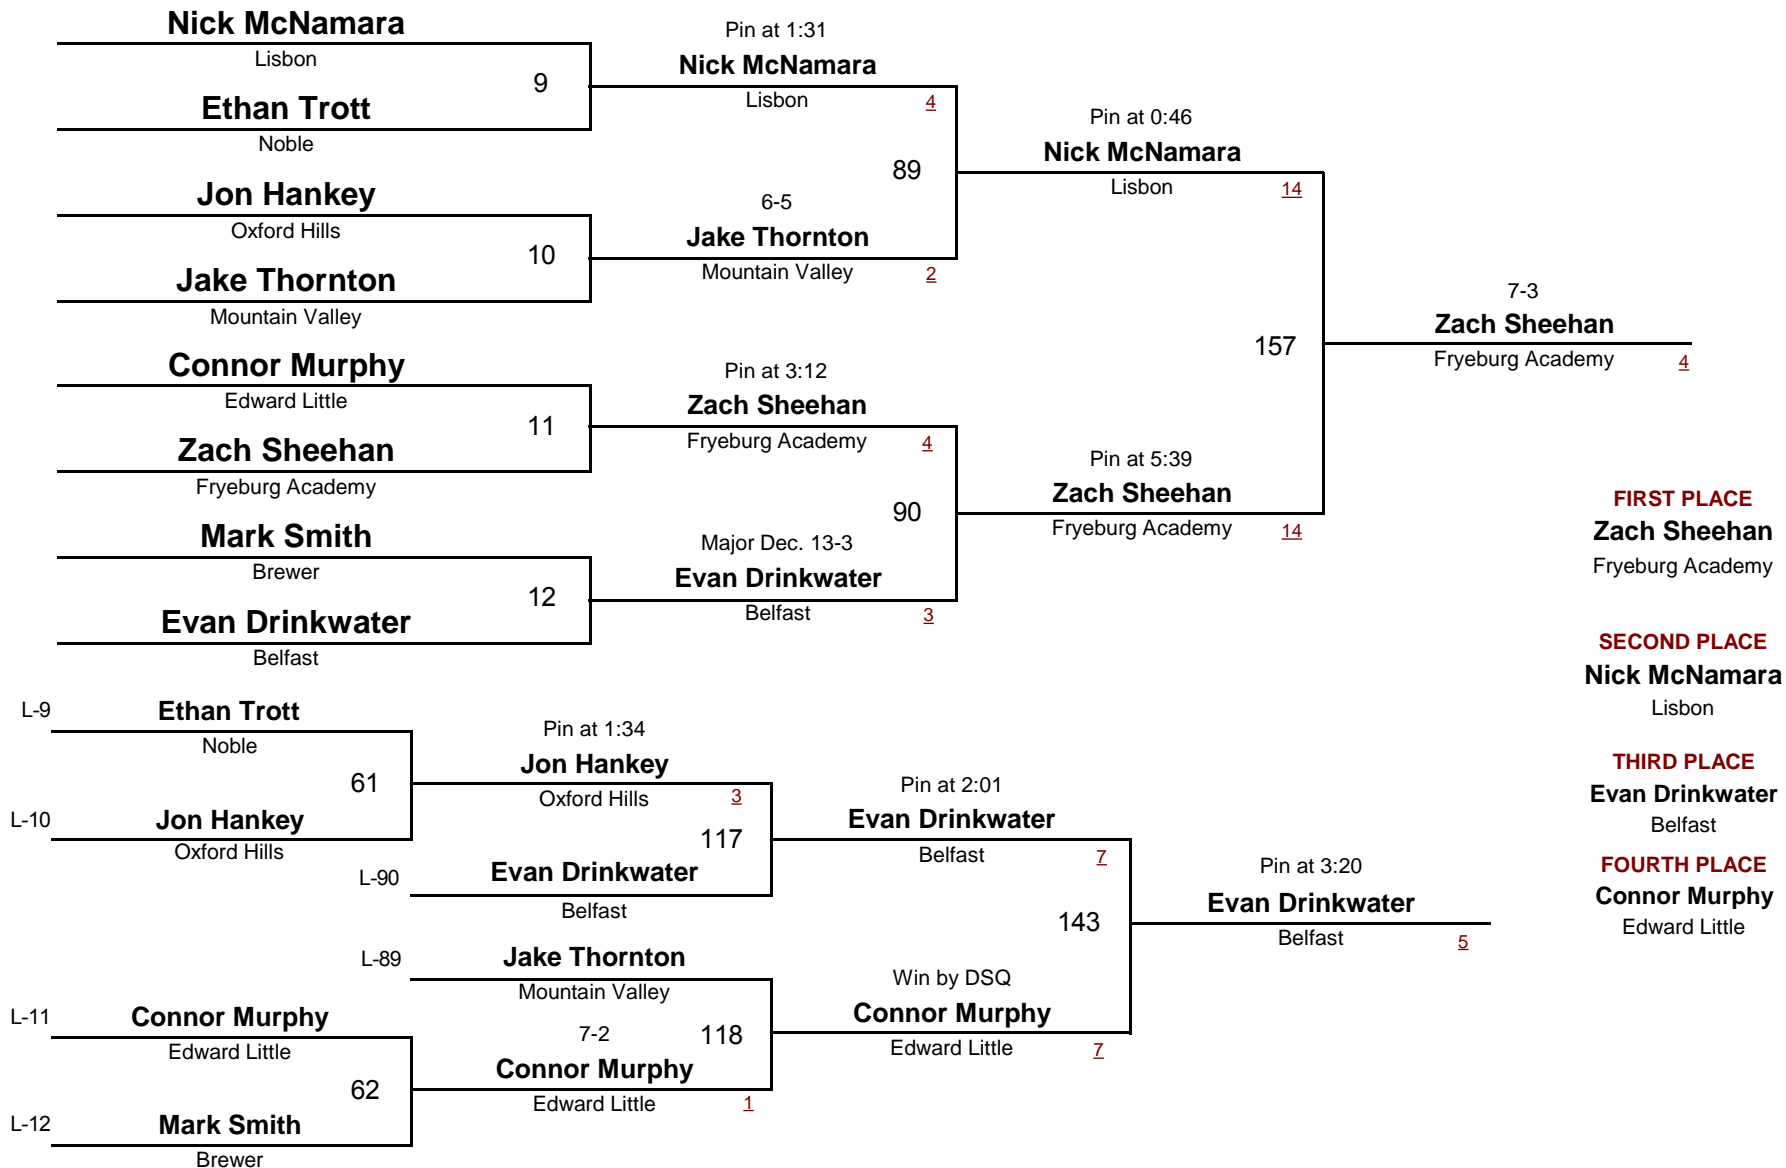 Nick McNamara
Lisbon
9
Ethan Trott
Noble
Jon Hankey
Oxford Hills
10
Jake Thornton
Mountain Valley
Connor Murphy
Edward Little
11
Zach Sheehan
Fryeburg Academy
Mark Smith
Brewer
12
Evan Drinkwater
Belfast
Pin at 1:31
Nick McNamara
Lisbon
4
89
6-5
Jake Thornton
Mountain Valley
2
Pin at 3:12
Zach Sheehan
Fryeburg Academy
4
90
Major Dec. 13-3
Evan Drinkwater
Belfast
3
Pin at 0:46
Nick McNamara
Lisbon
14
157
Pin at 5:39
Zach Sheehan
Fryeburg Academy
14
7-3
Zach Sheehan
Fryeburg Academy
4
FIRST PLACE
Zach Sheehan
Fryeburg Academy
SECOND PLACE
Nick McNamara
Lisbon
THIRD PLACE
Evan Drinkwater
Belfast
FOURTH PLACE
Connor Murphy
Edward Little
L-9
Ethan Trott
Noble
61
L-10
Jon Hankey
Oxford Hills
Pin at 1:34
Jon Hankey
Oxford Hills
3
117
L-90
Evan Drinkwater
Belfast
L-89
Jake Thornton
Mountain Valley
118
7-2
Connor Murphy
Edward Little
1
L-11
Connor Murphy
Edward Little
62
L-12
Mark Smith
Brewer
Pin at 2:01
Evan Drinkwater
Belfast
7
143
Win by DSQ
Connor Murphy
Edward Little
7
Pin at 3:20
Evan Drinkwater
Belfast
5